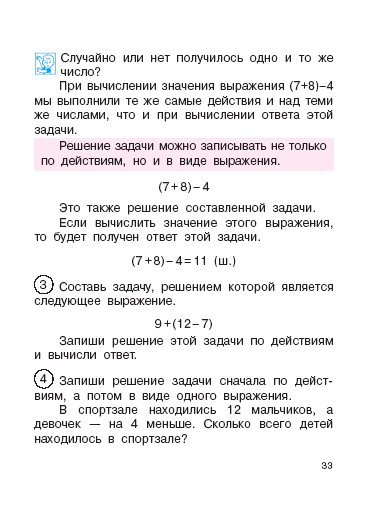 Случайно или нет получилось одно и то же
число?
При вычислении значения выражения (7+8)–4
мы выполнили те же самые действия и над теми
же числами, что и при вычислении ответа этой
задачи.
Решение задачи можно записывать не только
по действиям, но и в виде выражения.
(7 + 8) – 4
Это также решение составленной задачи.
Если вычислить значение этого выражения,
то будет получен ответ этой задачи.
(7 + 8) – 4 = 11 (ш.)
3 Составь задачу, решением которой является
следующее выражение.
9 + (12 – 7)
Запиши решение этой задачи по действиям
и вычисли ответ.
4 Запиши решение задачи сначала по дейст-
виям, а потом в виде одного выражения.
В спортзале находились 12 мальчиков, а
девочек — на 4 меньше. Сколько всего детей
находилось в спортзале?
33